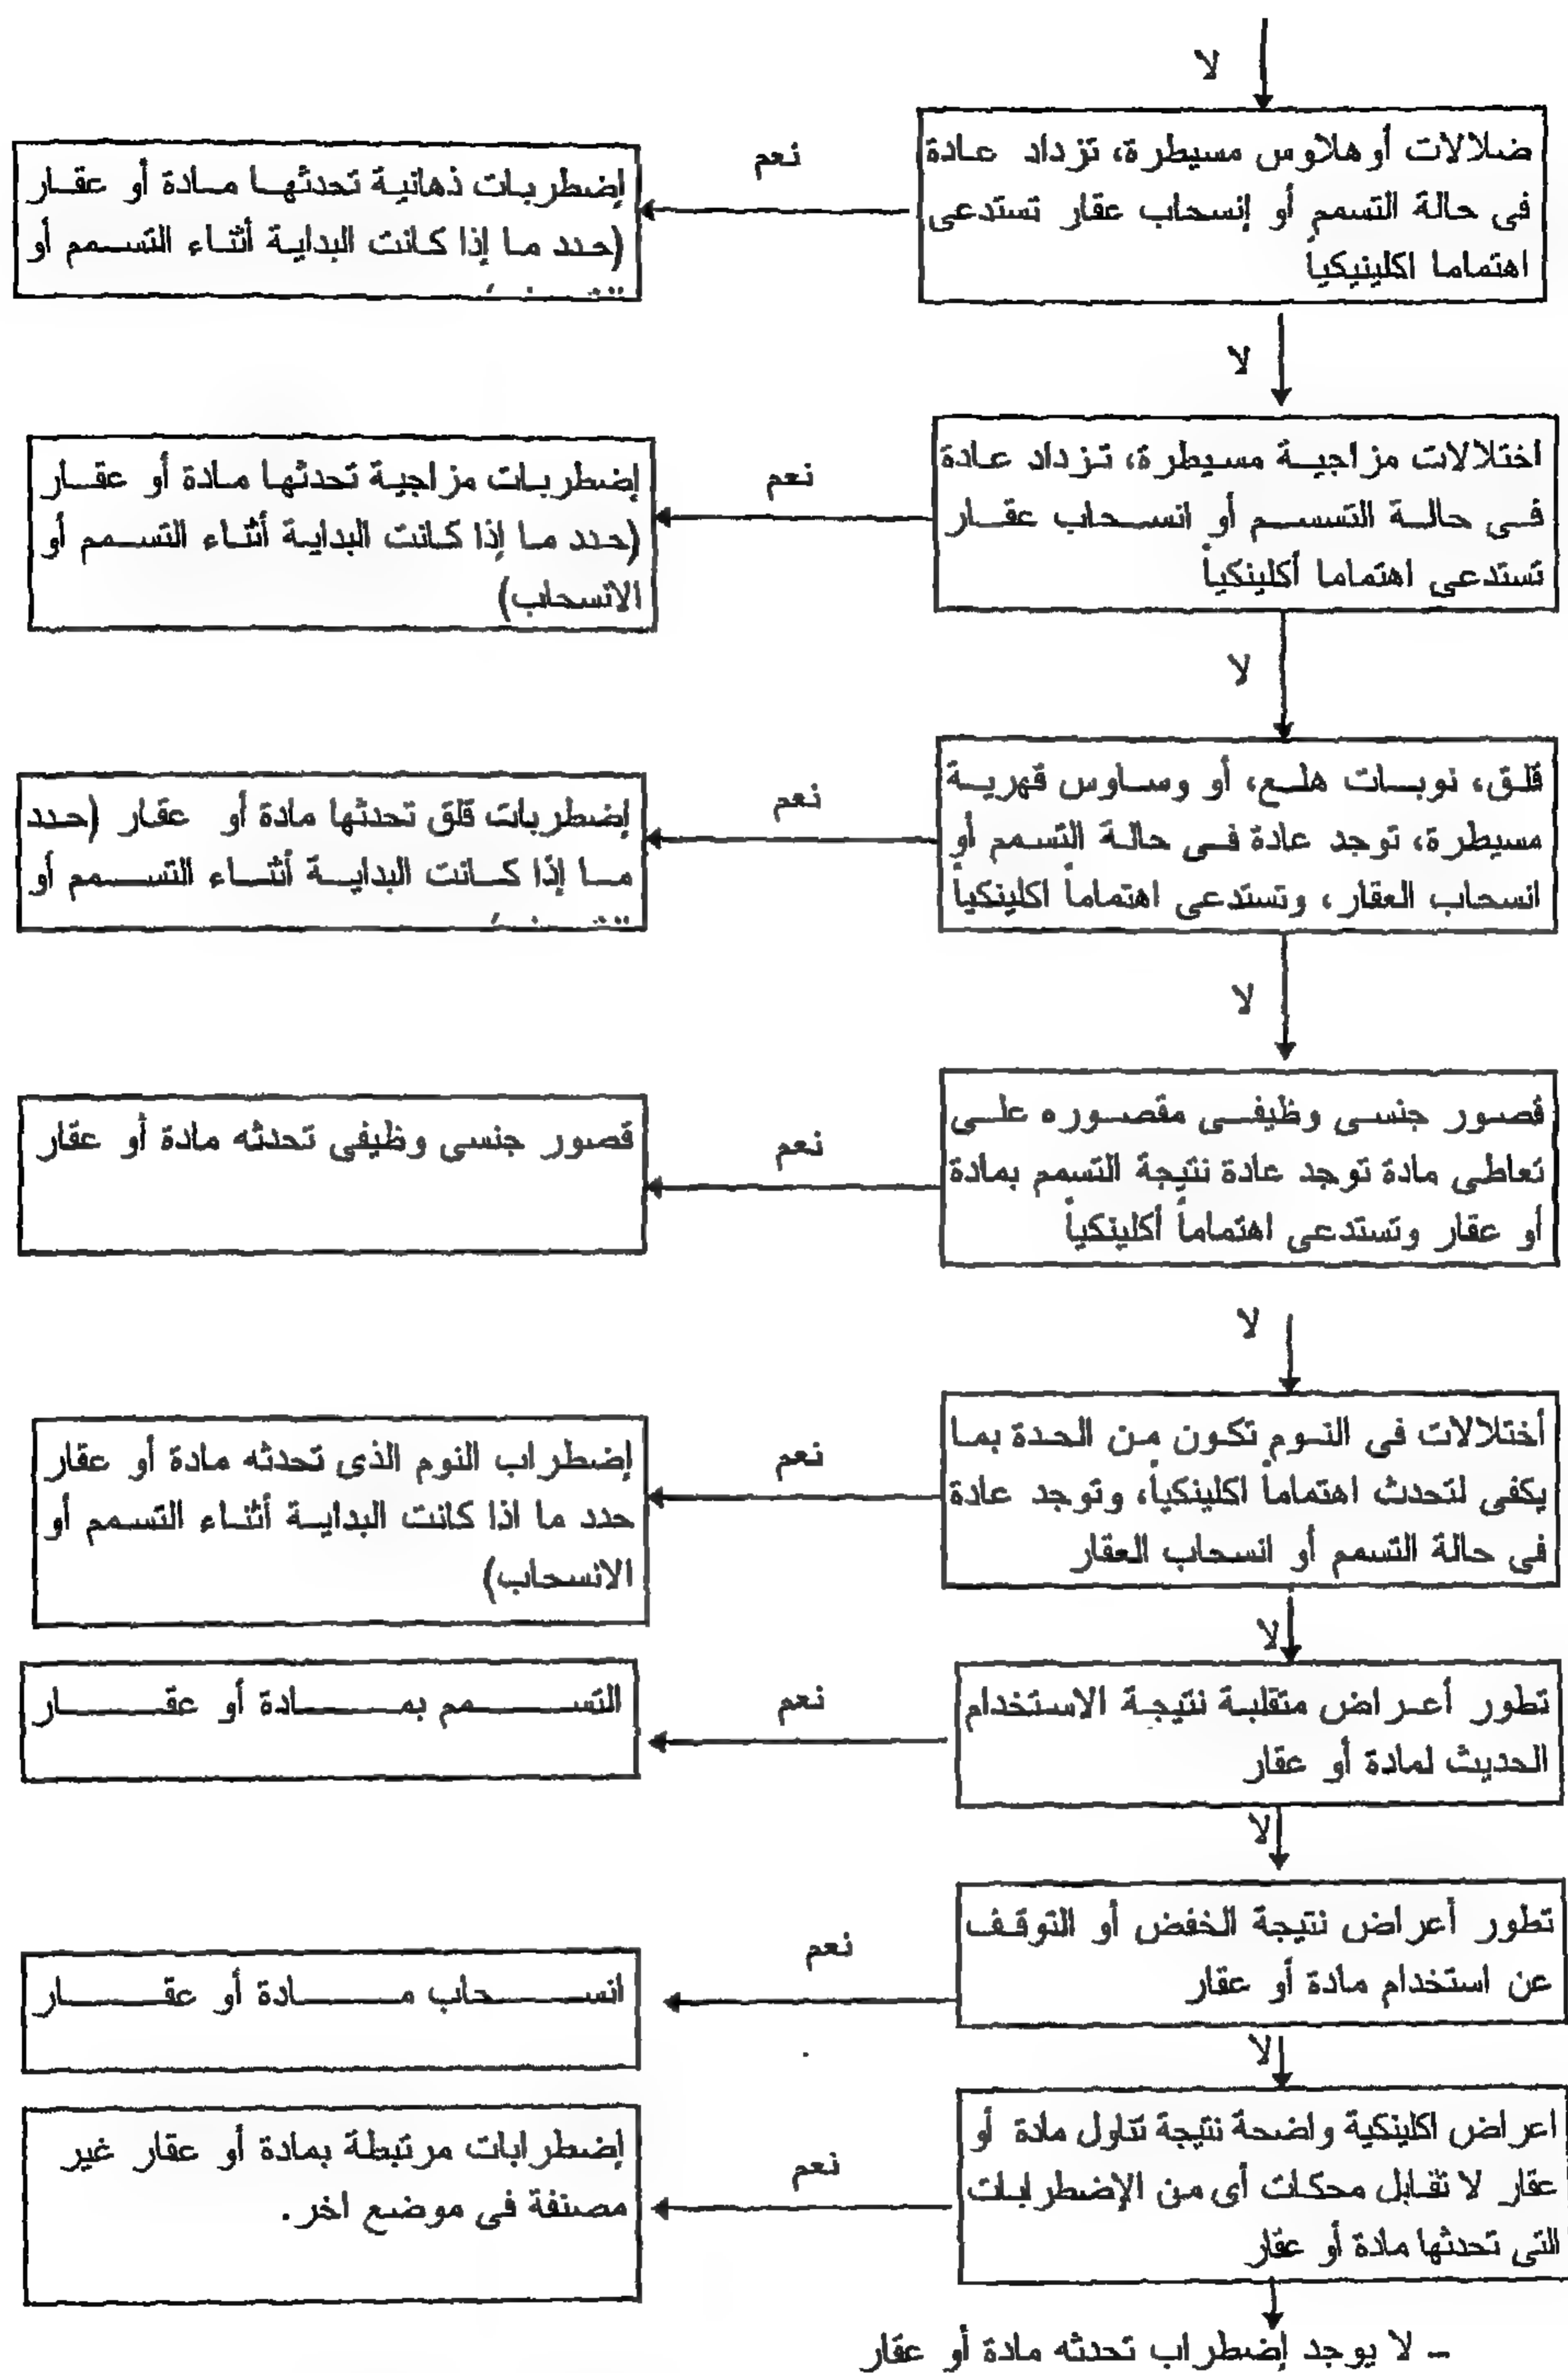 لا
ضلالات أو هلاوس مسيطرة، تزداد عادة
فى حالة التسمم أو إنسحاب عقار تستدعى
اهتماما اكلينيكياً
نعم
إضطربات ذهانية تحدثها مادة أو عقار
(حدد ما إذا كانت البداية أثناء التسمم أو
لا
اختلالات مزاجية مسيطرة، تزداد عادة
فى حالة التسسم أو انسحاب عقار
تستدعى اهتماما أكلينكياً
نعم
إضطربات مزاجية تحدثها مادة أو عقار
(حدد ما إذا كانت البداية أثناء التسمم أو
الانسحاب)
لا
قلق، نوبات هلع، أو وساوس قهرية
مسيطرة، توجد عادة فى حالة التسمم أو
انسحاب العقار، وتستدعى اهتماماً اكلينكياً
نعم
إضطربات قلق تحدثها مادة أو عقار (حدد
ما إذا كانت البداية أثناء التسمم أو
لا
قصور جنسى وظيفى مقصوره على
تعاطى مادة توجد عادة نتيجة التسمم بمادة
أو عقار وتستدعى اهتماماً أكلينكياً
نعم
قصور جنسى وظيفى تحدثه مادة أو عقار
لا
أختلالات فى النوم تكون من الحدة بما
يكفى لتحدث اهتماماً اكلينكياً، وتوجد عادة
فى حالة التسمم أو انسحاب العقار
نعم
إضطراب النوم الذى تحدثه مادة أو عقار
حدد ما اذا كانت البداية أثناء التسمم أو
الانسحاب)
لا
تطور أعراض متقلبة نتيجة الاستخدام
الحديث لمادة أو عقار
نعم
التسمم بمادة أو عقار
لا
تطور أعراض نتيجة الخفض أو التوقف
عن استخدام مادة أو عقار
نعم
انسحاب مادة أو عقار
لا
اعراض اكلينكية واضحة نتيجة تناول مادة أو
عقار لا تقابل محكات أى من الإضطرابات
التى تحدثها مادة أو عقار
نعم
إضطرابات مرتبطة بمادة أو عقار غير
مصنفة فى موضع اخر.
- لا يوجد إضطراب تحدثه مادة أو عقار